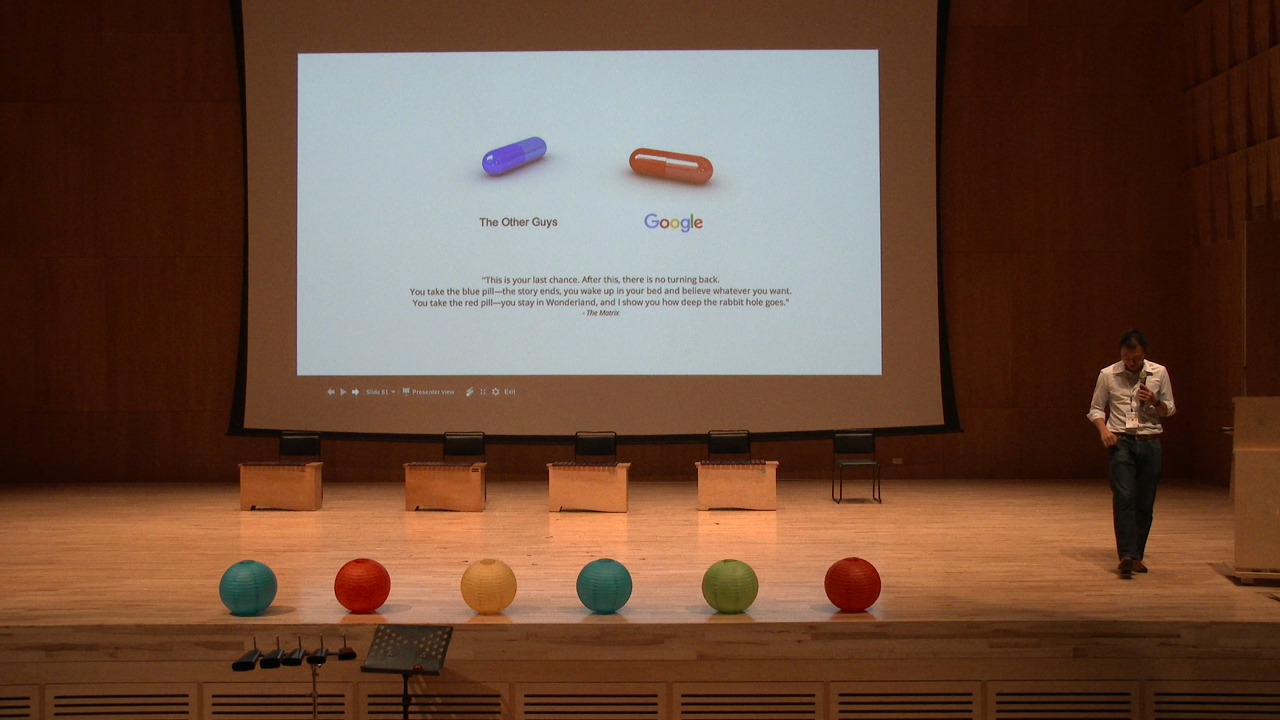 The Other Guys
Google
"This is your last chance. After this, there is no turning back.
You take the blue pill—the story ends, you wake up in your bed and believe whatever you want.
You take the red pill—you stay in Wonderland, and I show you how deep the rabbit hole goes."
- The Matrix
Slide 61
Presenter view
Exit